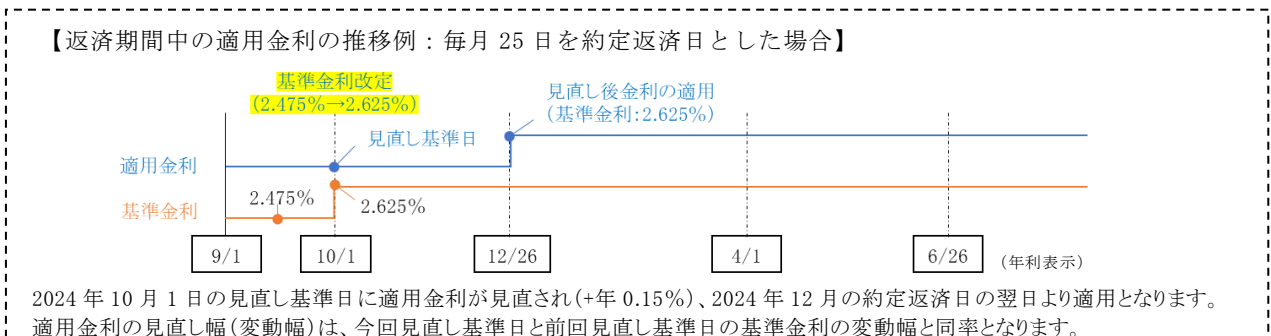 【返済期間中の適用金利の推移例：毎月 25 日を約定返済日とした場合】
基準金利改定
(2.475%→2.625%)
見直し後金利の適用
(基準金利:2.625%)
見直し基準日
適用金利
2.475%
2.625%
基準金利
9/1
10/1
12/26
4/1
6/26
(年利表示)
2024 年 10 月 1 日の見直し基準日に適用金利が見直され(+年 0.15%)、2024 年 12 月の約定返済日の翌日より適用となります。
適用金利の見直し幅(変動幅)は、今回見直し基準日と前回見直し基準日の基準金利の変動幅と同率となります。